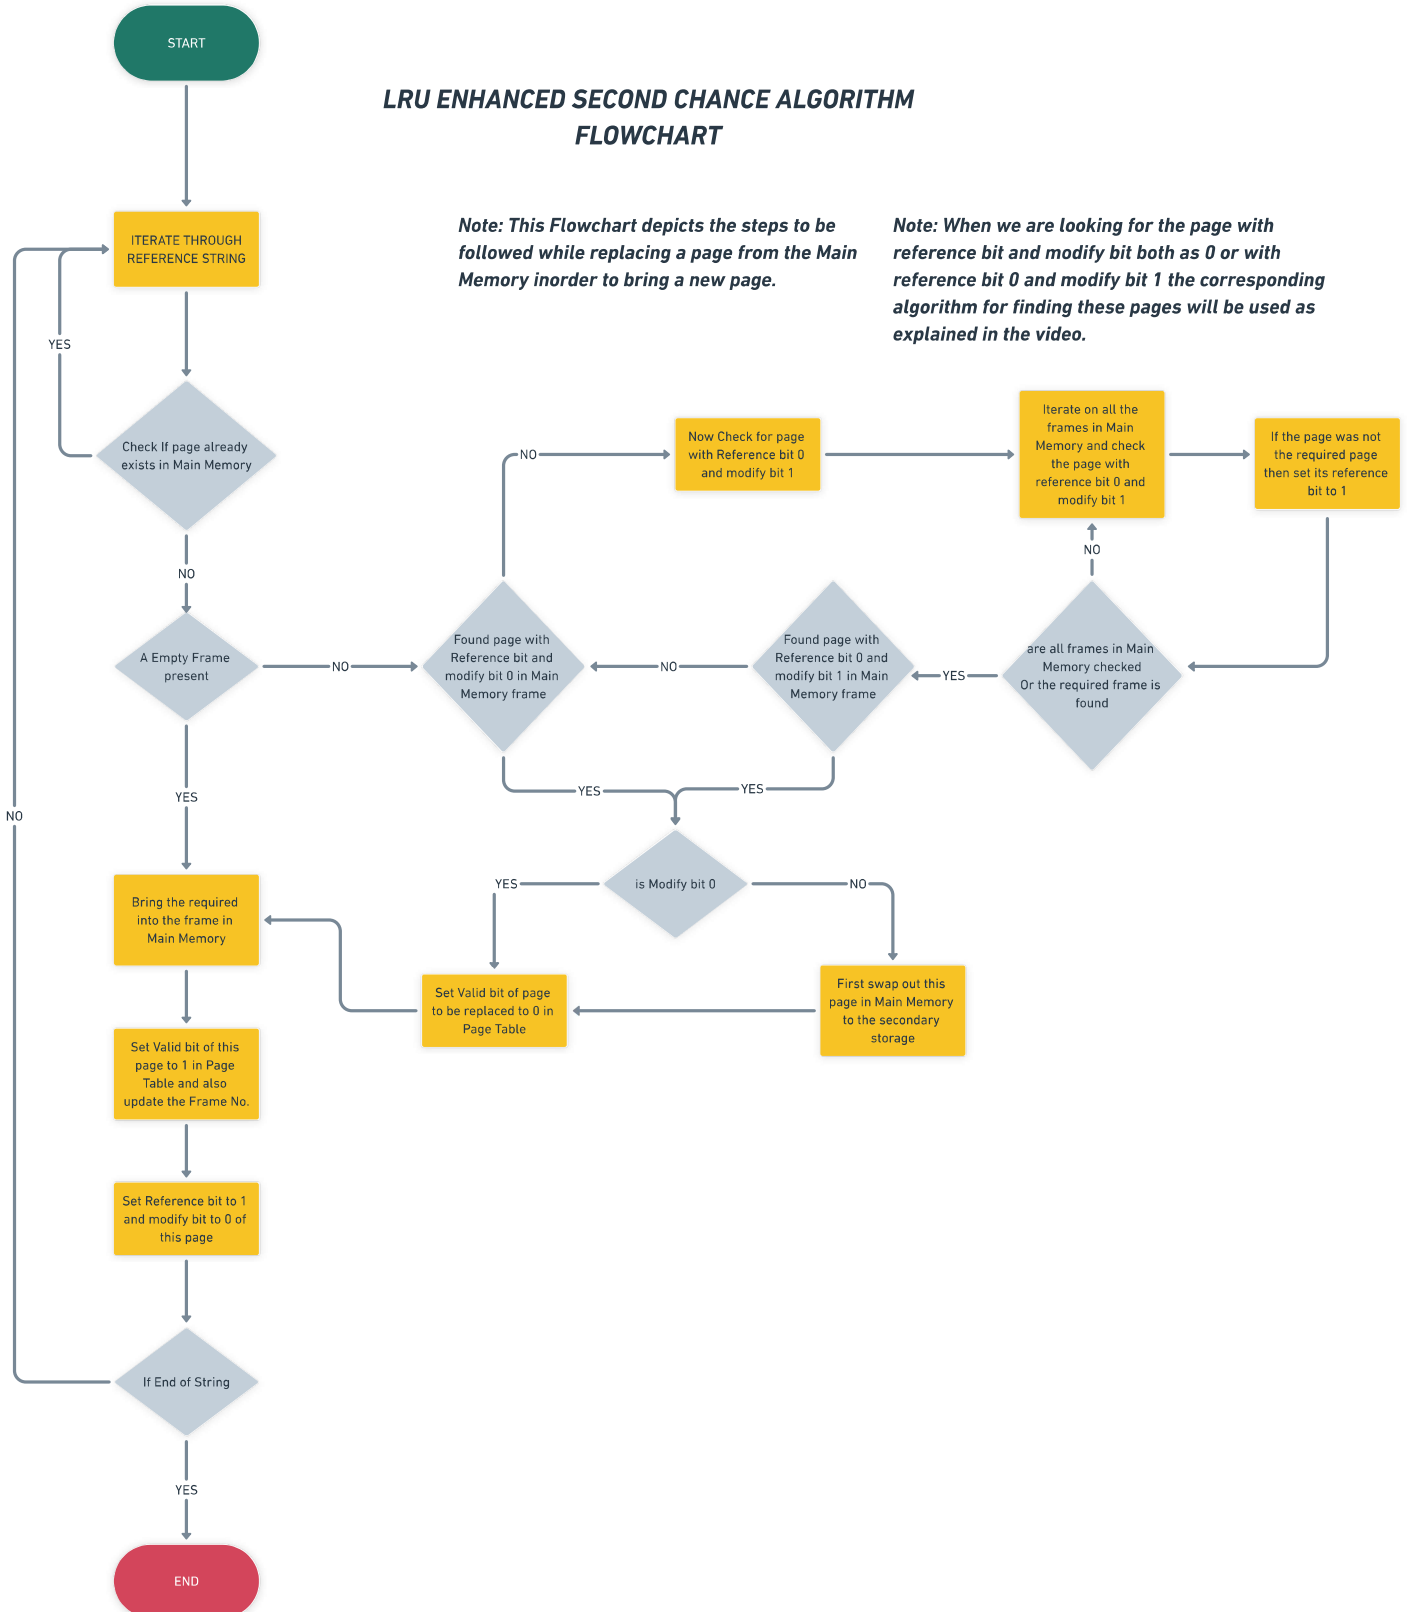 START
LRU ENHANCED SECOND CHANCE ALGORITHM
FLOWCHART
Note: This Flowchart depicts the steps to be
followed while replacing a page from the Main
Memory inorder to bring a new page.
Note: When we are looking for the page with
reference bit and modify bit both as 0 or with
reference bit 0 and modify bit 1 the corresponding
algorithm for finding these pages will be used as
explained in the video.
ITERATE THROUGH
REFERENCE STRING
YES
Check If page already
exists in Main Memory
NO
Now Check for page
with Reference bit 0
and modify bit 1
Iterate on all the
frames in Main
Memory and check
the page with
reference bit 0 and
modify bit 1
If the page was not
the required page
then set its reference
bit to 1
NO
NO
A Empty Frame
present
NO
Found page with
Reference bit and
modify bit 0 in Main
Memory frame
NO
Found page with
Reference bit 0 and
modify bit 1 in Main
Memory frame
YES
are all frames in Main
Memory checked
Or the required frame is
found
YES
YES
YES
NO
is Modify bit 0
YES
NO
Bring the required
into the frame in
Main Memory
Set Valid bit of page
to be replaced to 0 in
Page Table
First swap out this
page in Main Memory
to the secondary
storage
Set Valid bit of this
page to 1 in Page
Table and also
update the Frame No.
Set Reference bit to 1
and modify bit to 0 of
this page
If End of String
YES
END